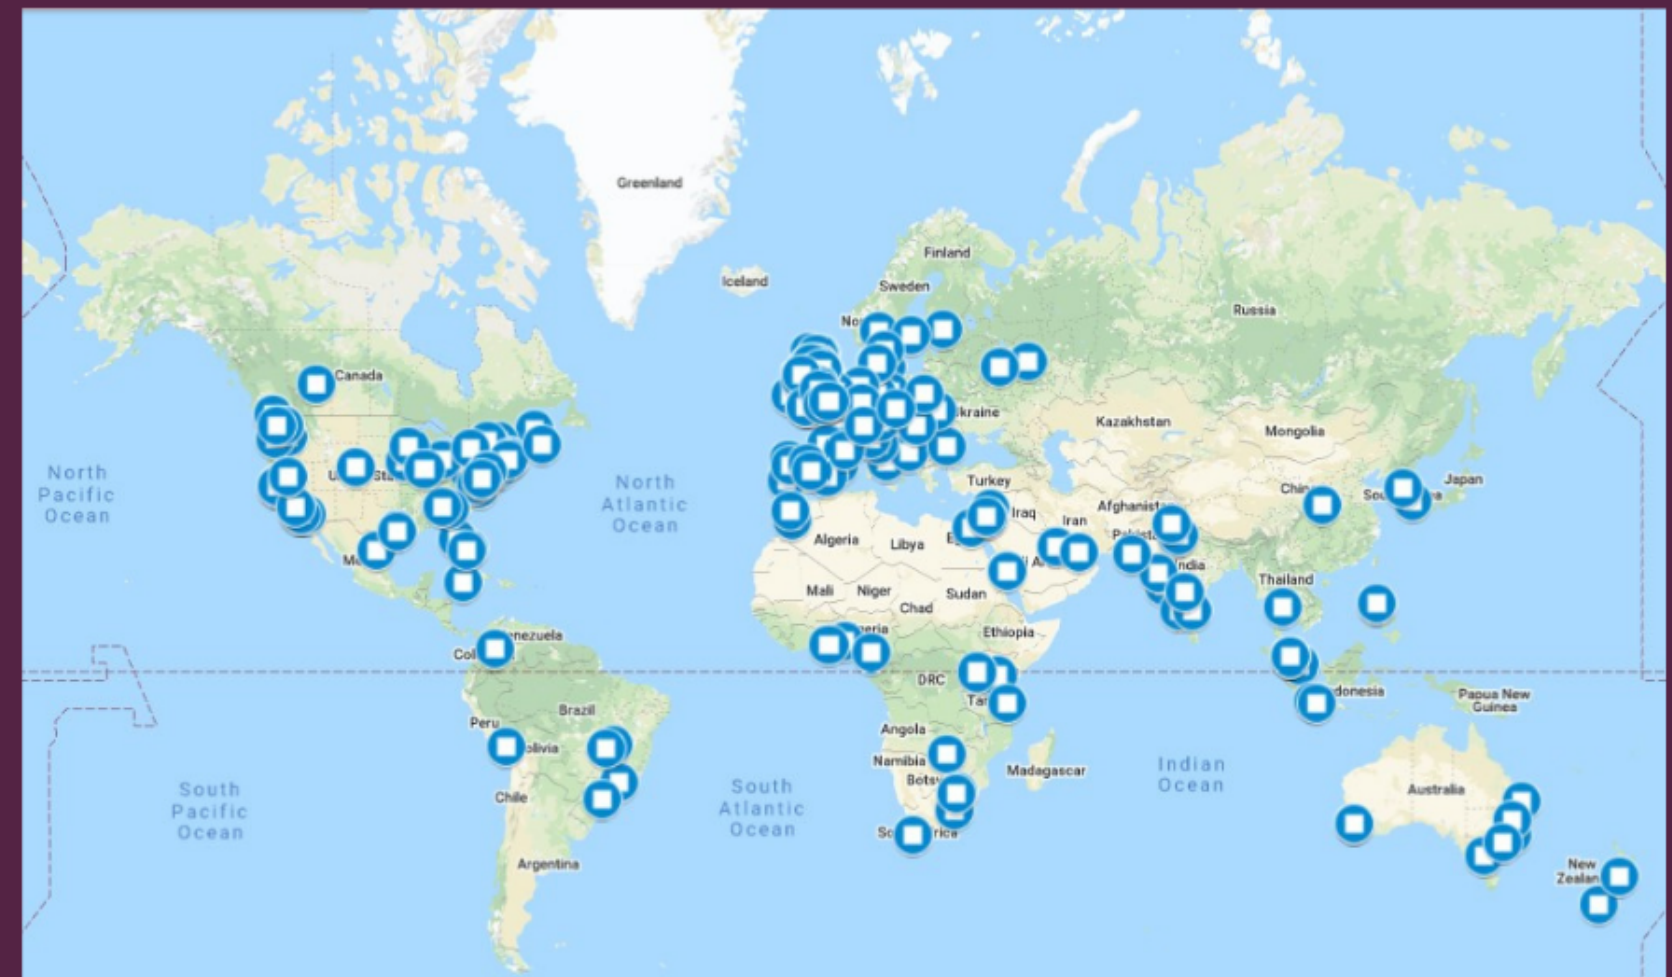 Greenland
Finland
Iceland
Sweden
Russia
Canada
Kazakhstan
Mongolia
North
Pacific
Ocean
North
Atlantic
Ocean
Turkey
Japan
Afghanist
Iraq
Iran
Algeria
Libya
Mali
Niger
Chad
Sudan
Thailand
Ethiopia
DRC
Brazil
Peru
Papua New
Guinea
Angola
Namibia
Madagascar
Indian
Ocean
South
Pacific
Ocean
South
Atlantic
Ocean
Chile
Australia
Argentina
New